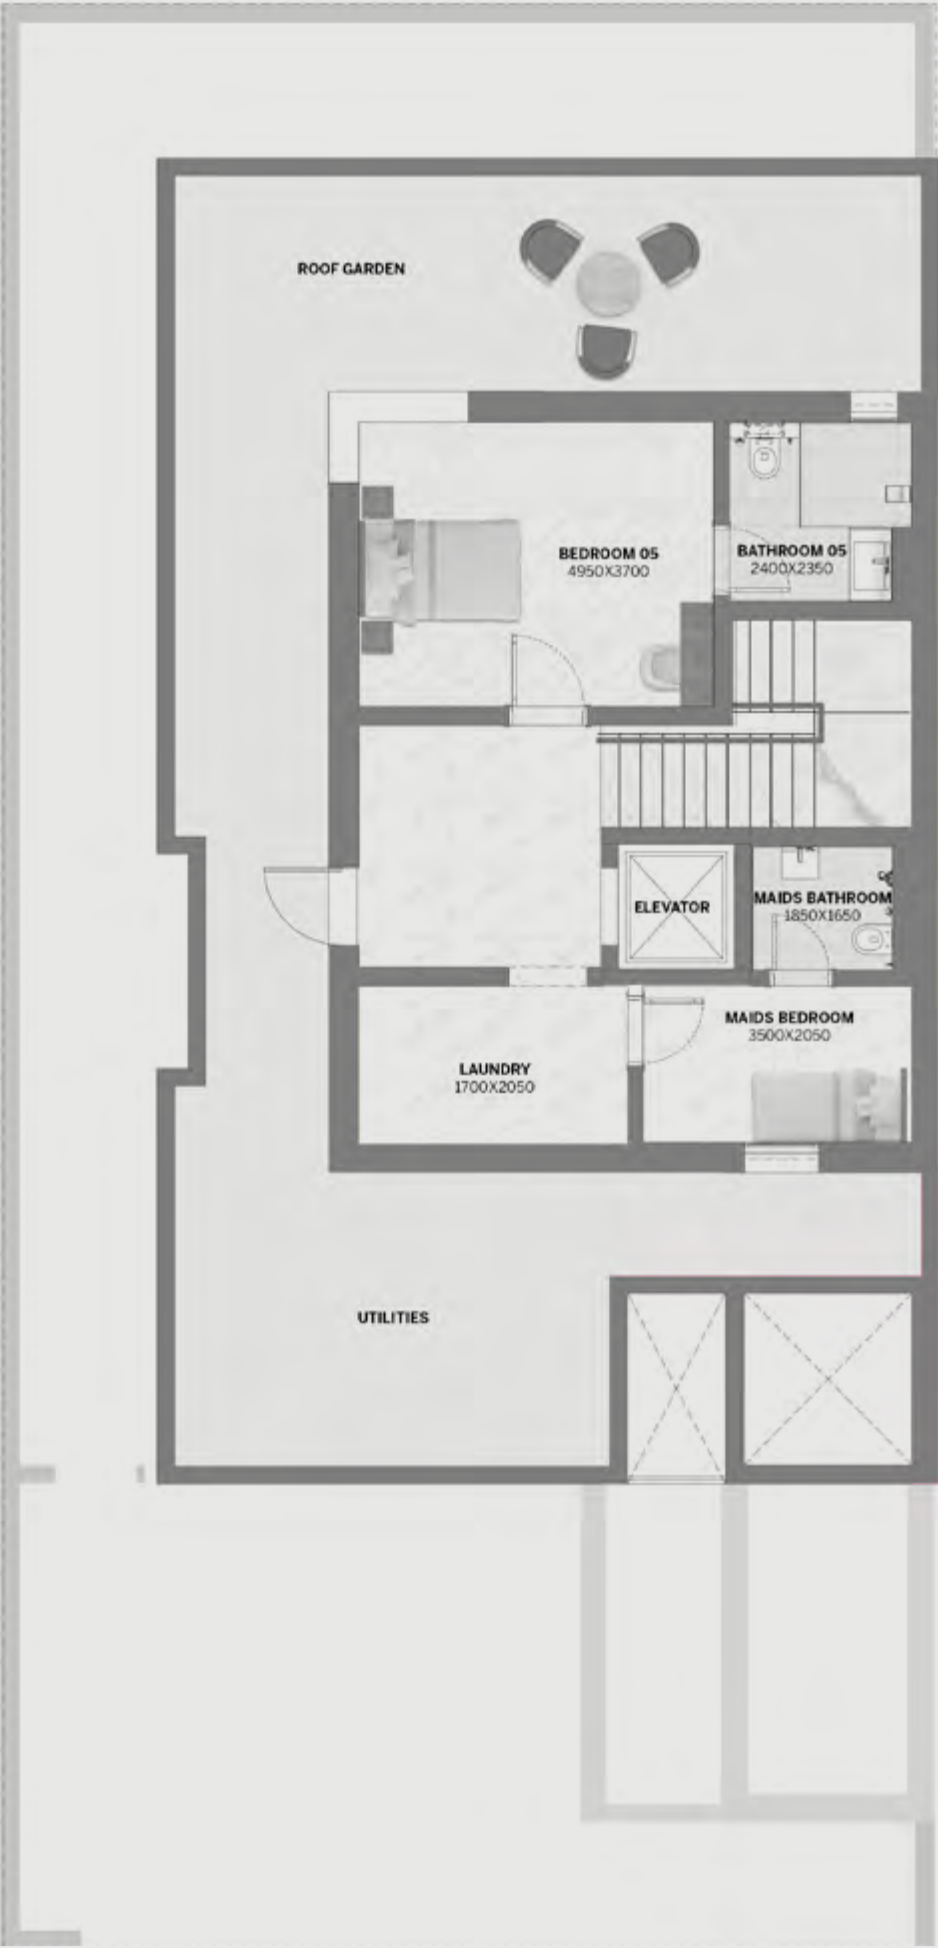 ROOF GARDEN
BEDROOM 05
4950X3700
BATHROOM 05
2400X2350
ELEVATOR
MAIDS BATHROOM
1850X1650
MAIDS BEDROOM
3500X2050
LAUNDRY
1700X2050
UTILITIES